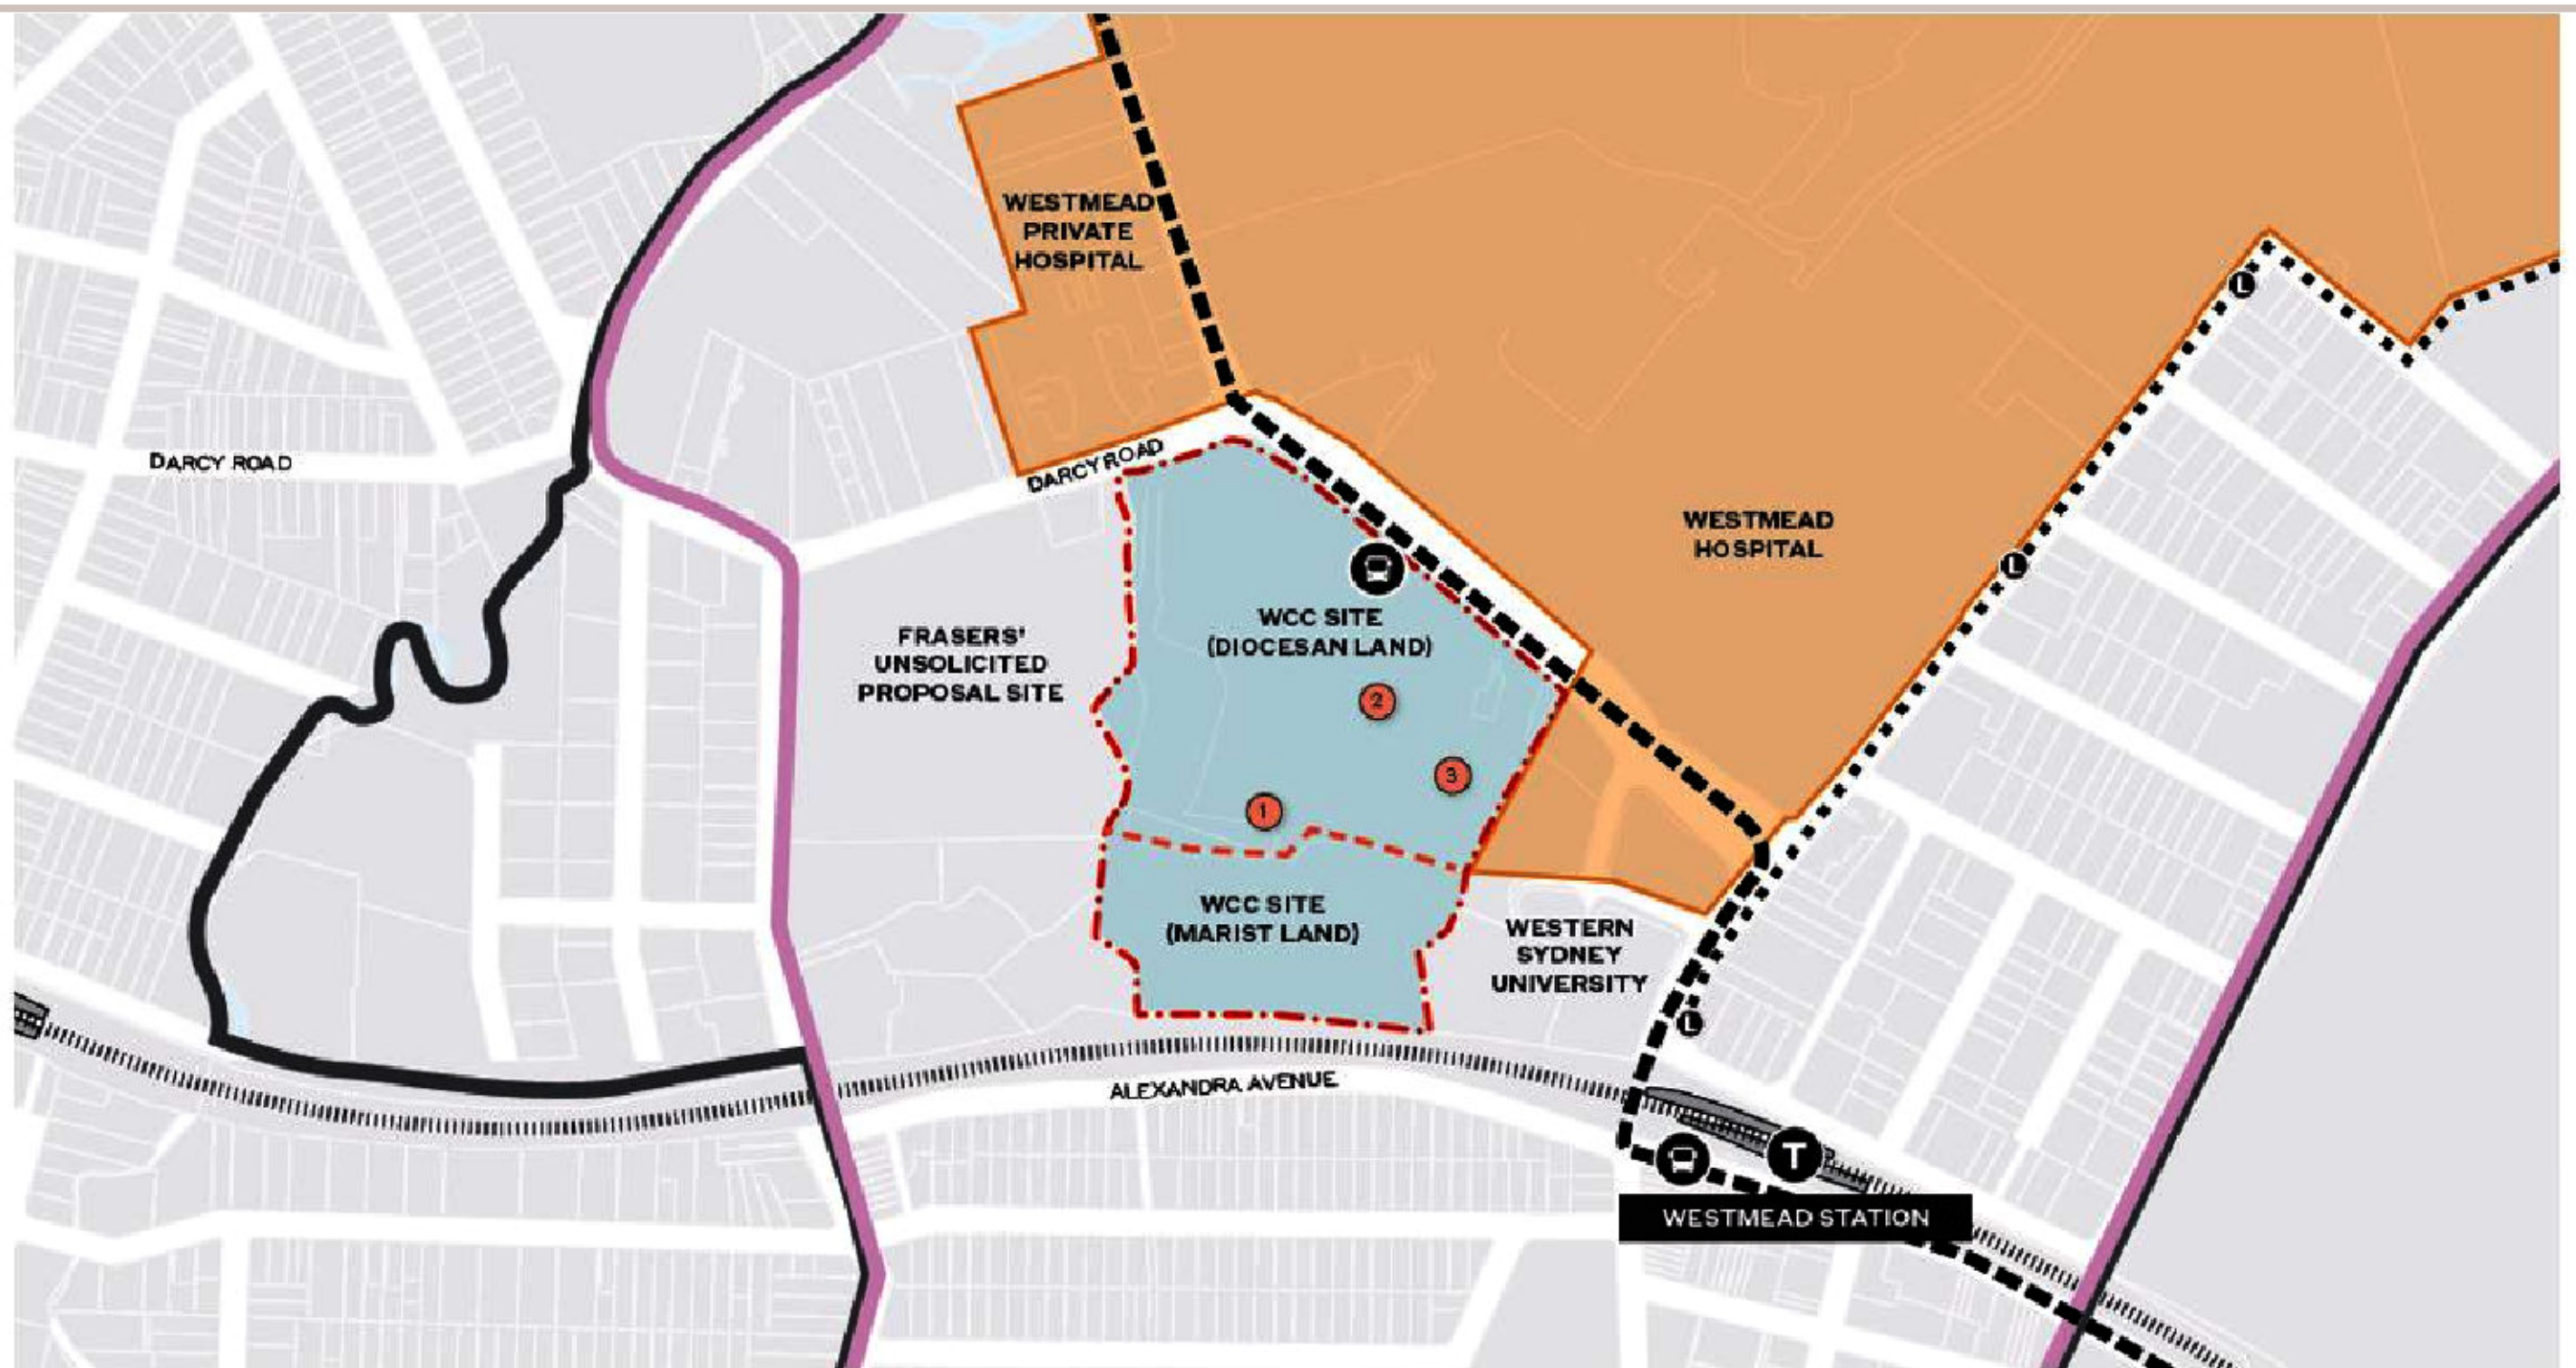 WESTMEAD
PRIVATE
HOSPITAL
DARCY ROAD
DARCY ROAD
WESTMEAD
HOSPITAL
FRASERS'
UNSOLICITED
PROPOSAL SITE
WCC SITE
(DIOCESAN LAND)
2
3
1
WCC SITE
(MARIST LAND)
WESTERN
SYDNEY
UNIVERSITY
L
L
L
ALEXANDRA AVENUE
T
WESTMEAD STATION